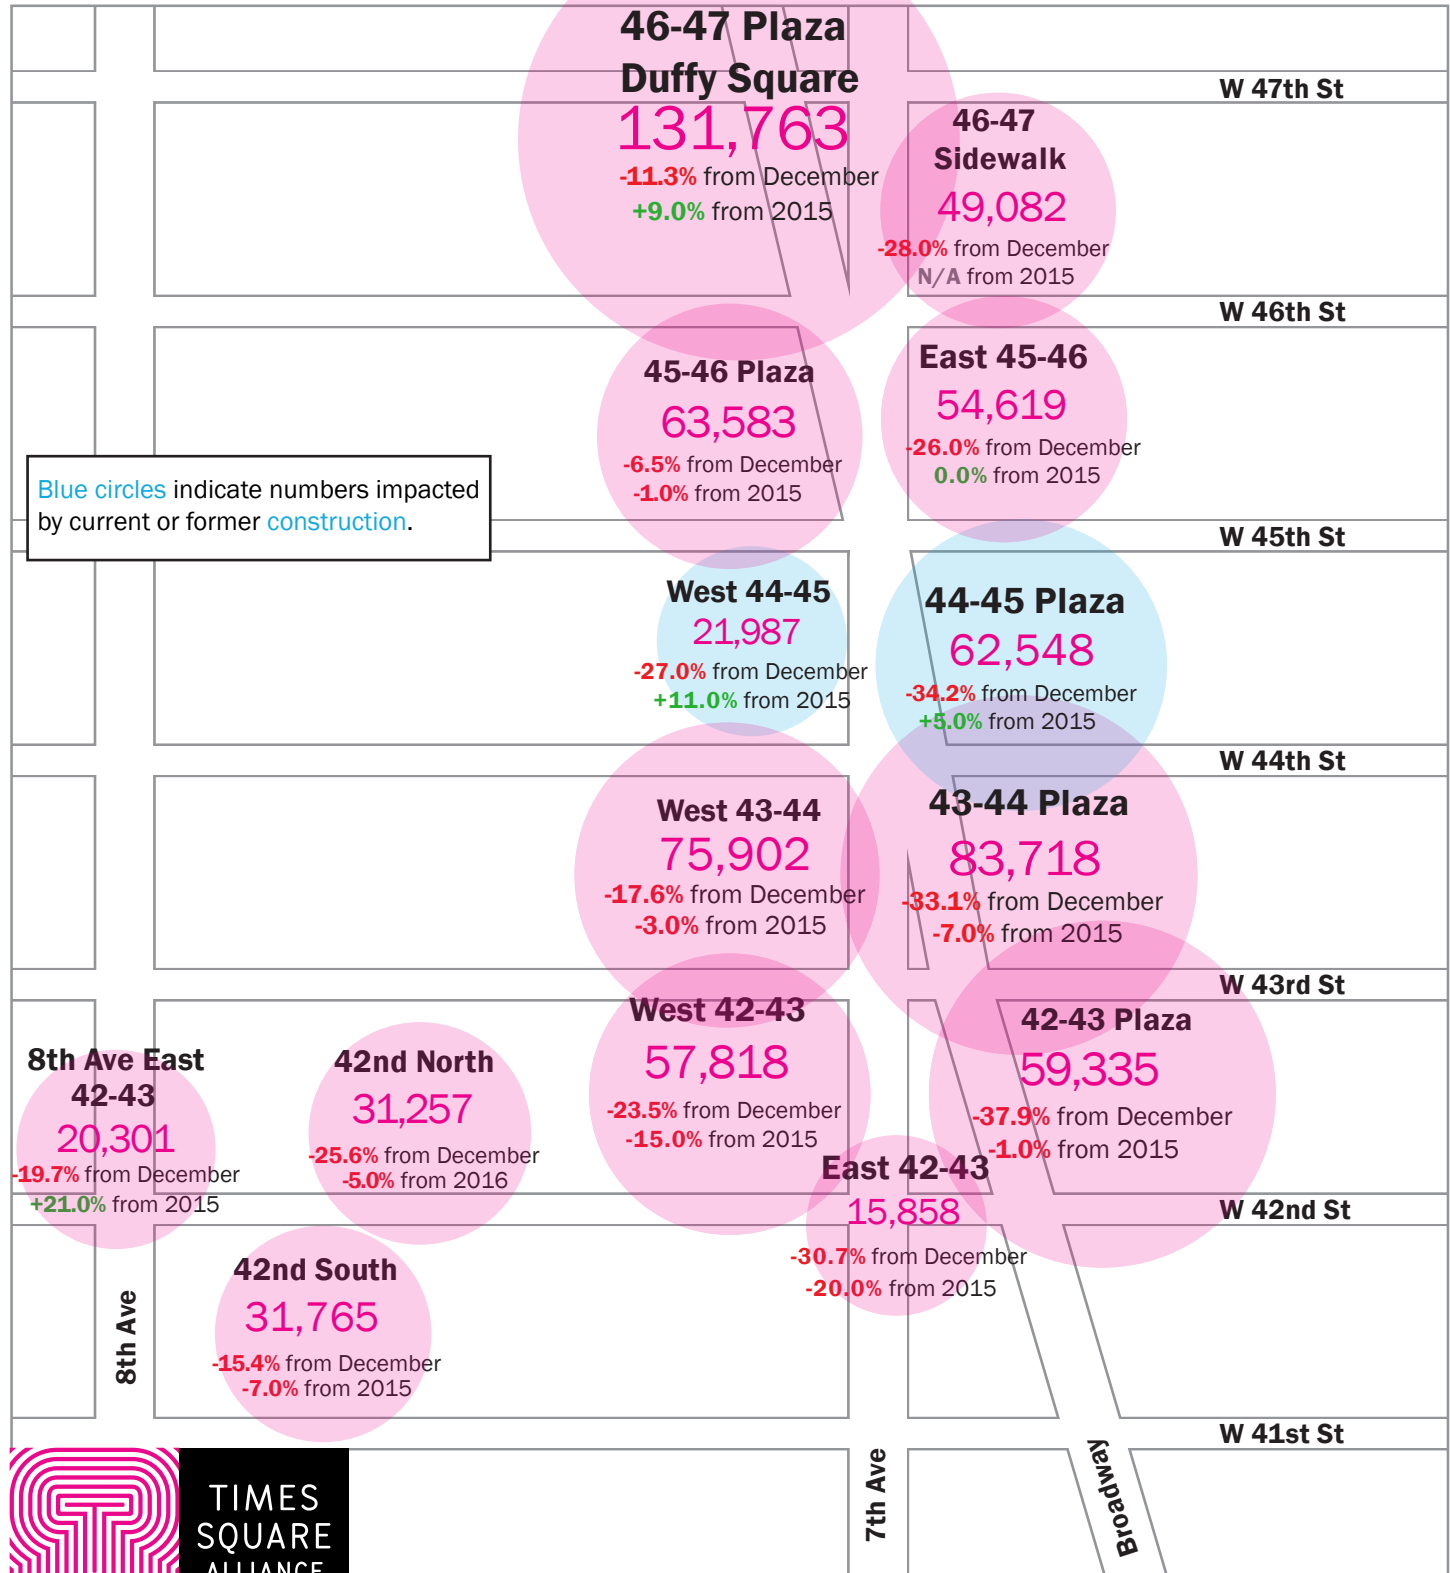 46-47 Plaza
Duffy Square
131,763
-11.3% from December
+9.0% from 2015
W 47th St
46-47
Sidewalk
49,082
-28.0% from December
N/A from 2015
W 46th St
45-46 Plaza
63,583
-6.5% from December
-1.0% from 2015
East 45-46
54,619
-26.0% from December
0.0% from 2015
Blue circles indicate numbers impacted
by current or former construction.
W 45th St
West 44-45
21,987
-27.0% from December
+11.0% from 2015
44-45 Plaza
62,548
-34.2% from December
+5.0% from 2015
W 44th St
West 43-44
75,902
-17.6% from December
-3.0% from 2015
43-44 Plaza
83,718
-33.1% from December
-7.0% from 2015
W 43rd St
8th Ave East
42-43
20,301
-19.7% from December
+21.0% from 2015
42nd North
31,257
-25.6% from December
-5.0% from 2016
West 42-43
57,818
-23.5% from December
-15.0% from 2015
42-43 Plaza
59,335
-37.9% from December
-1.0% from 2015
East 42-43
15,858
-30.7% from December
-20.0% from 2015
W 42nd St
42nd South
31,765
-15.4% from December
-7.0% from 2015
8th Ave
W 41st St
7th Ave
Broadway
TIMES
SQUARE
ALLIANCE